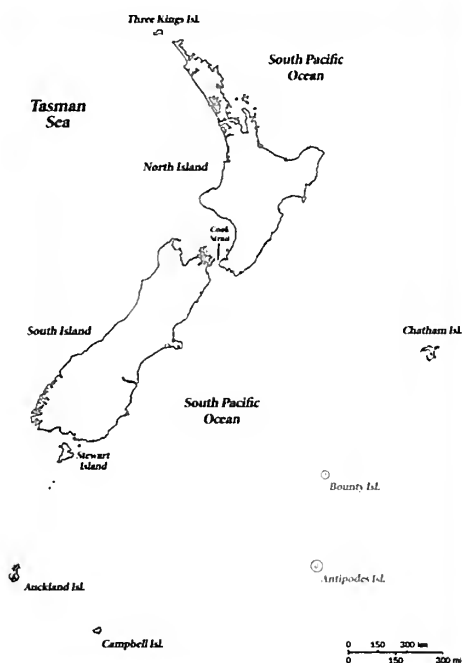 Three Kings Isl.
South Pacific
Ocean
Tasman
Sea
North Island
Cook
Strait
South Island
Chatham Isl.
South Pacific
Ocean
Stewart
Island
Bounty Isl.
Auckland Isl.
Antipodes Isl.
Campbell Isl.
0 150 300 km
0 150 300 mi